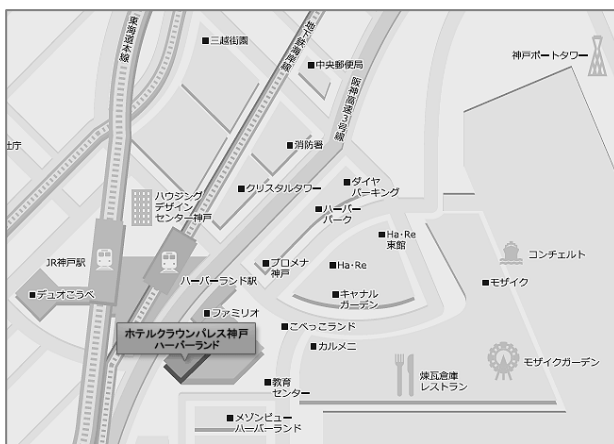 東海道本線
三越街園
地下鉄海岸線
中央郵便局
阪神高速3号線
神戸ポートタワー
消防署
庁
クリスタルタワー
ダイヤ
パーキング
ハウジング
デザイン
センター神戸
ハーバー
パーク
Ha・Re
東館
JR神戸駅
ハーバーランド駅
プロメナ
神戸
Ha・Re
コンチェルト
モザイク
デュオこうべ
キャナル
ガーデン
ファミリオ
こべっこランド
ホテルクラウンパレス神戸
ハーバーランド
カルメニ
煉瓦倉庫
レストラン
モザイクガーデン
教育
センター
メゾンビュー
ハーバーランド